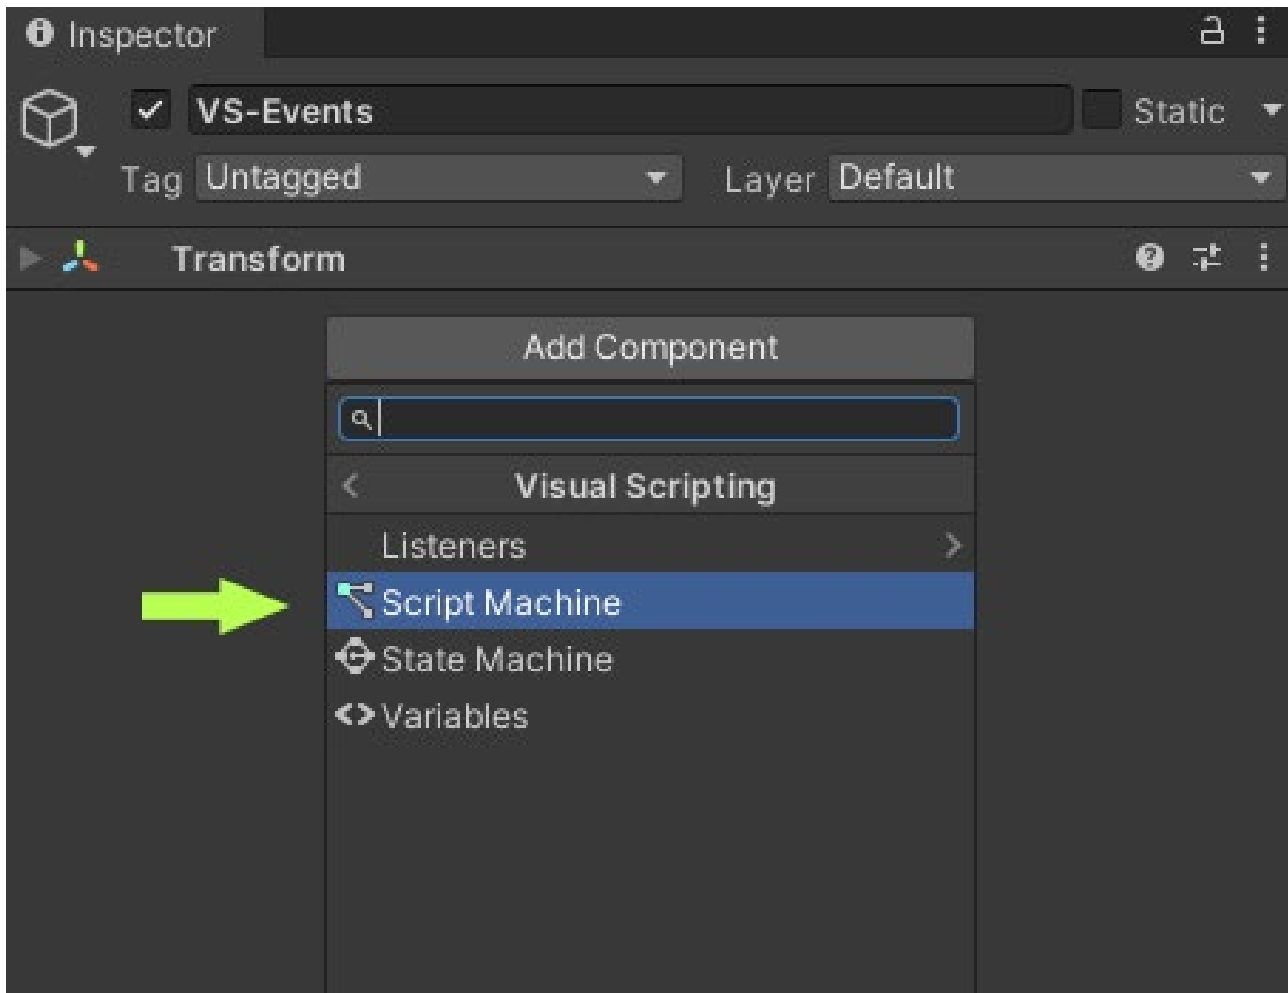 Inspector
VS-Events
Static
Tag Untagged
Layer Default
Transform
Add Component
Visual Scripting
Listeners
Script Machine
State Machine
Variables